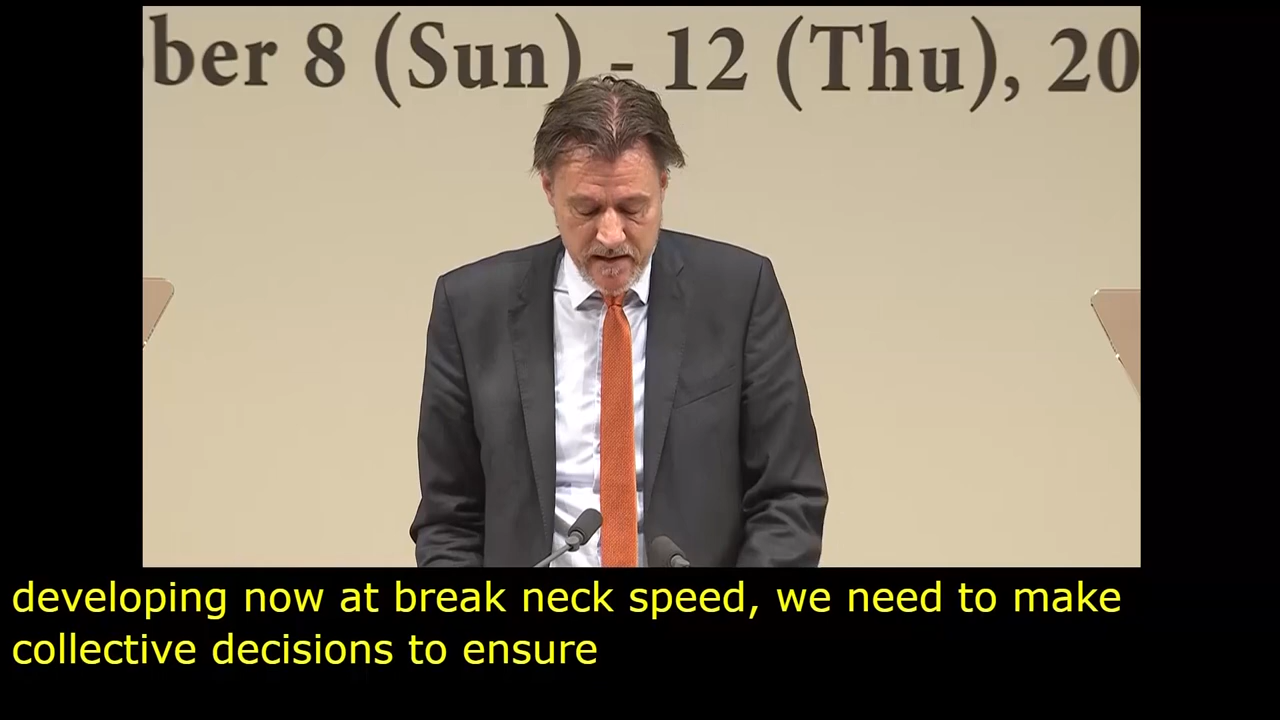 ber 8 (Sun) - 12 (Thu), 20
developing now at break neck speed, we need to make
collective decisions to ensure